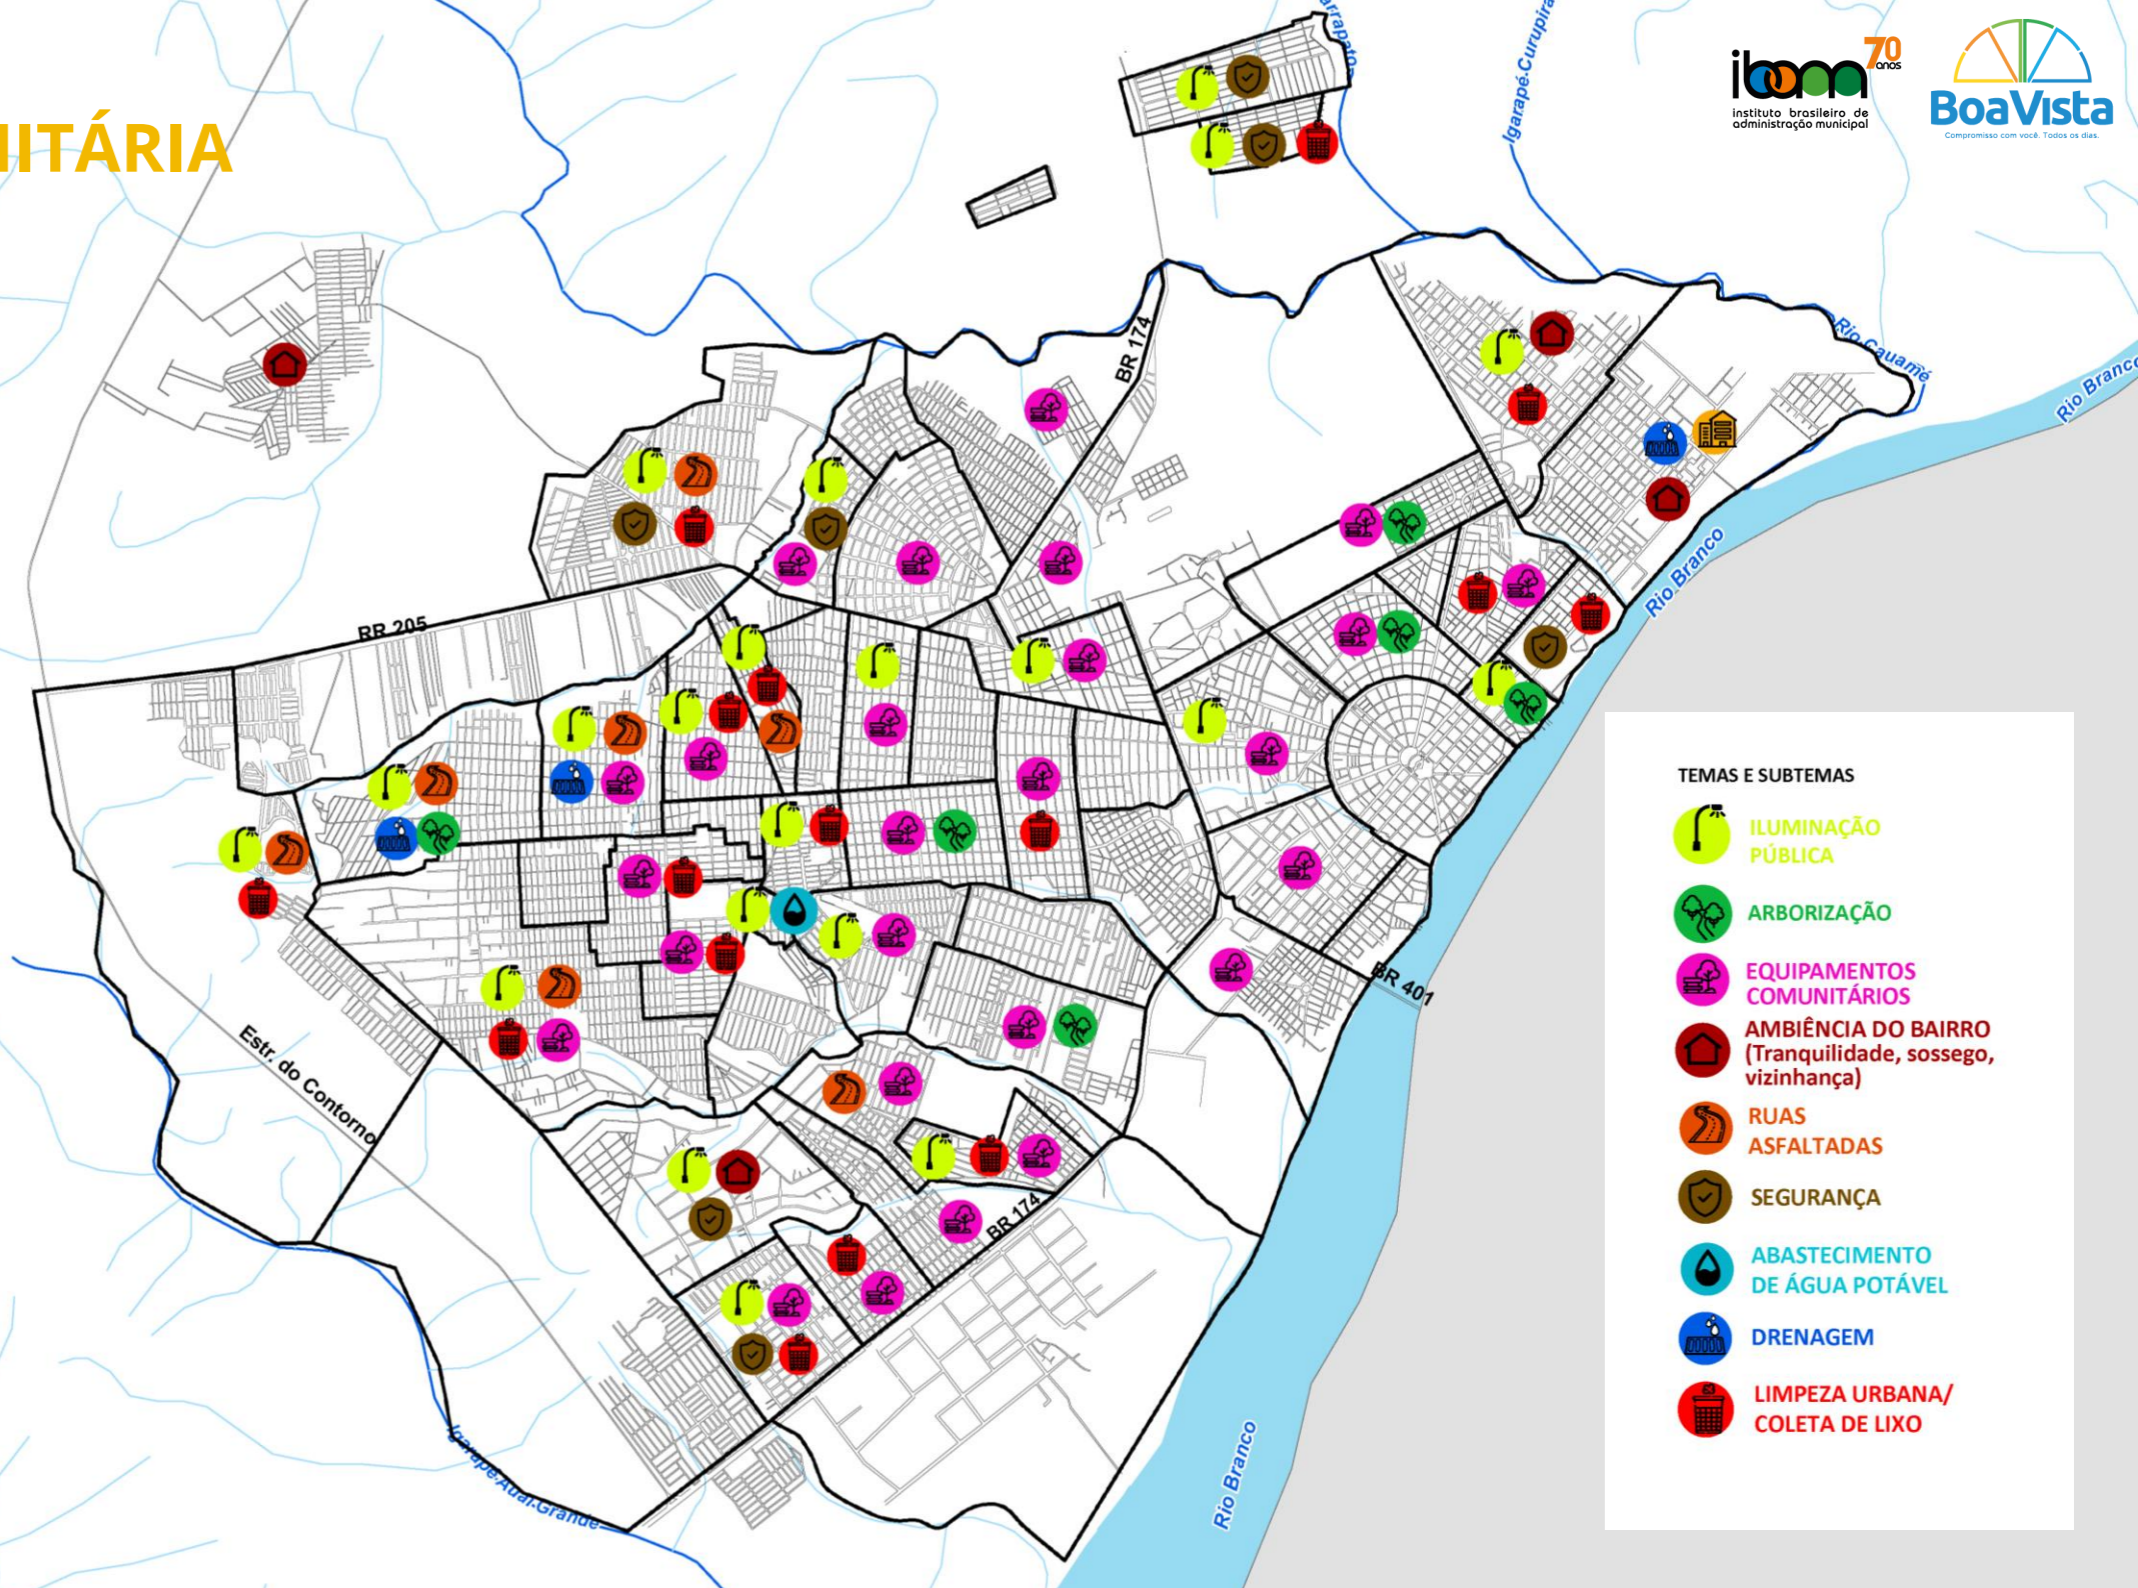 NITÁRIA
70
anos
ibam
instituto brasileiro de
administração municipal
BoaVista
Compromisso com você. Todos os dias.
Igarapé Curupira
BR 174
Rio Cauamé
Rio Branco
Rio Branco
RR 205
BR 401
Estr. do Contorno
BR 174
Igarapé Auai Grande
Rio Branco
TEMAS E SUBTEMAS
ILUMINAÇÃO
PÚBLICA
ARBORIZAÇÃO
EQUIPAMENTOS
COMUNITÁRIOS
AMBIÊNCIA DO BAIRRO
(Tranquilidade, sossego,
vizinhança)
RUAS
ASFALTADAS
SEGURANÇA
ABASTECIMENTO
DE ÁGUA POTÁVEL
DRENAGEM
LIMPEZA URBANA/
COLETA DE LIXO